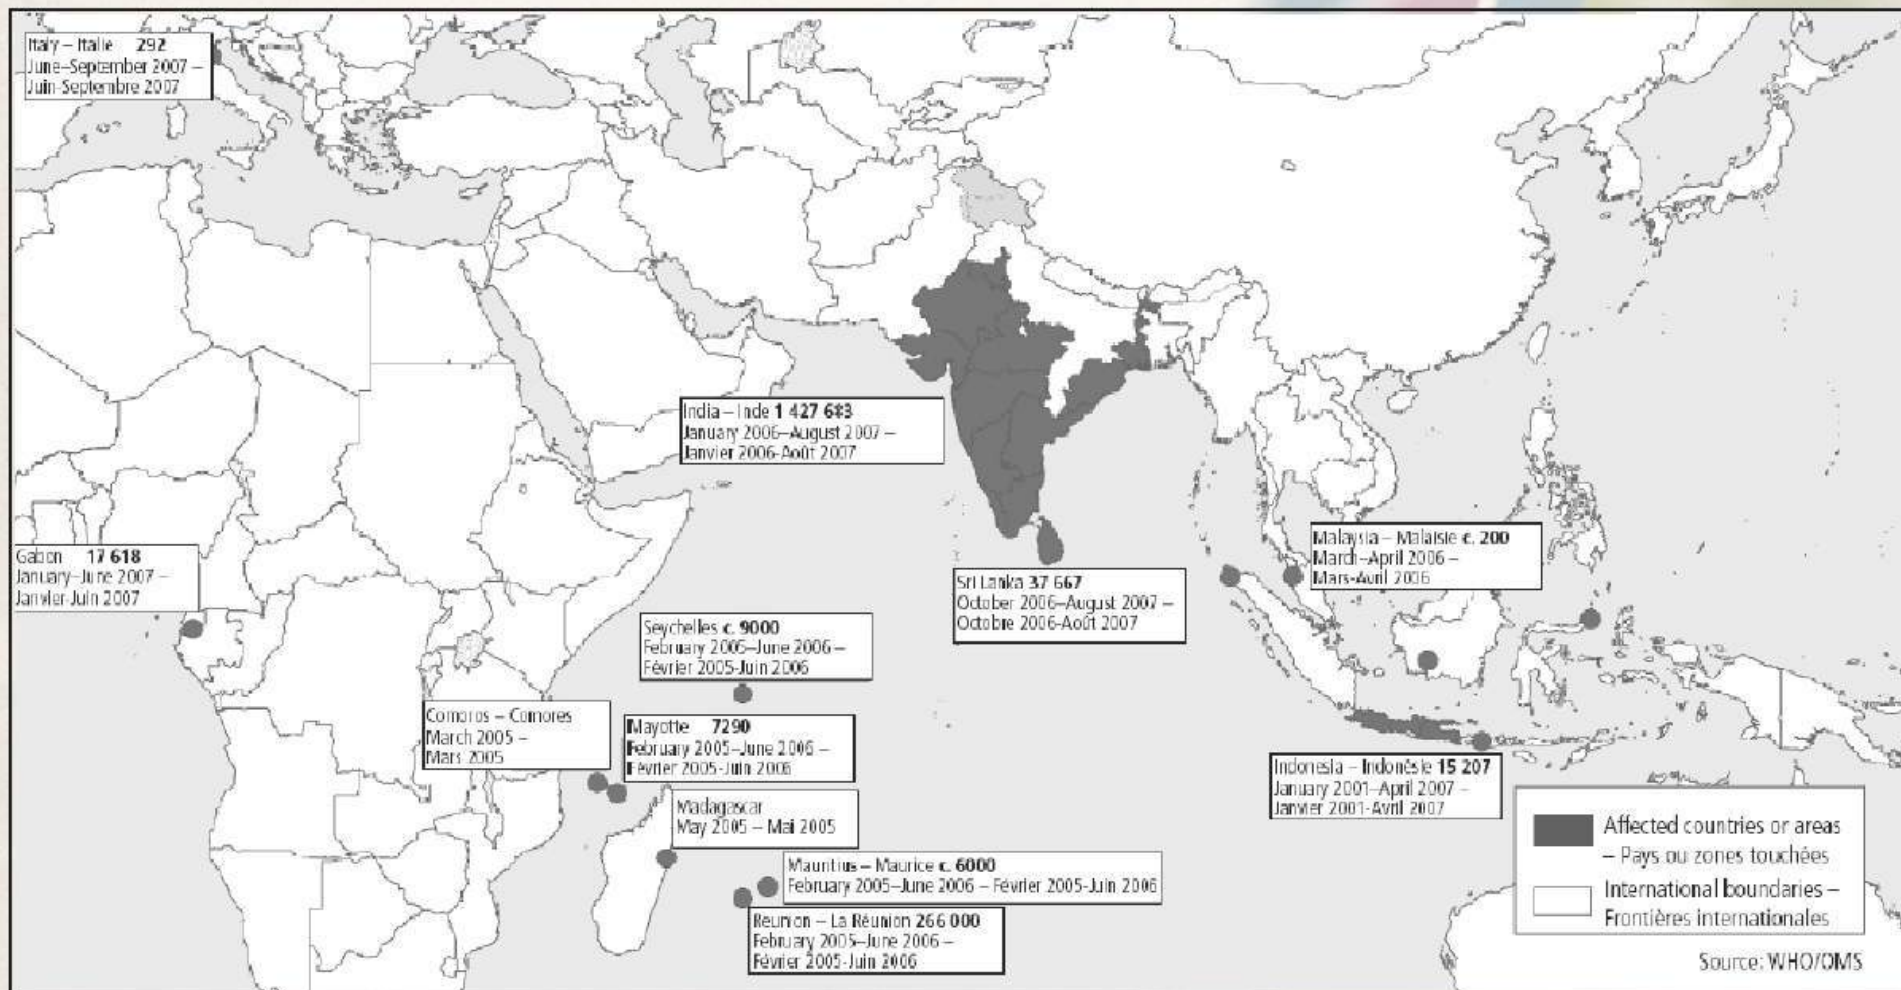 Italy – Italie 292
June–September 2007 –
Juin-Septembre 2007
India – Inde 1 427 683
January 2006–August 2007 –
Janvier 2006-Août 2007
Gabon 17 618
January–June 2007 –
Janvier-Juin 2007
Malaysia – Malaisie c. 200
March–April 2006 –
Mars-Avril 2006
Sri Lanka 37 667
October 2006–August 2007 –
Octobre 2006-Août 2007
Seychelles c. 9000
February 2005–June 2006 –
Février 2005-Juin 2006
Comoros – Comores
March 2005 –
Mars 2005
Mayotte 7290
February 2005–June 2006 –
Février 2005-Juin 2006
Indonesia – Indonésie 15 207
January 2001–April 2007 –
Janvier 2001-Avril 2007
Madagascar
May 2005 – Mai 2005
Mauritius – Maurice c. 6000
February 2005–June 2006 – Février 2005-Juin 2006
Reunion – La Réunion 266 000
February 2005–June 2006 –
Février 2005-Juin 2006
Affected countries or areas
– Pays ou zones touchées
International boundaries –
Frontières internationales
Source: WHO/OMS